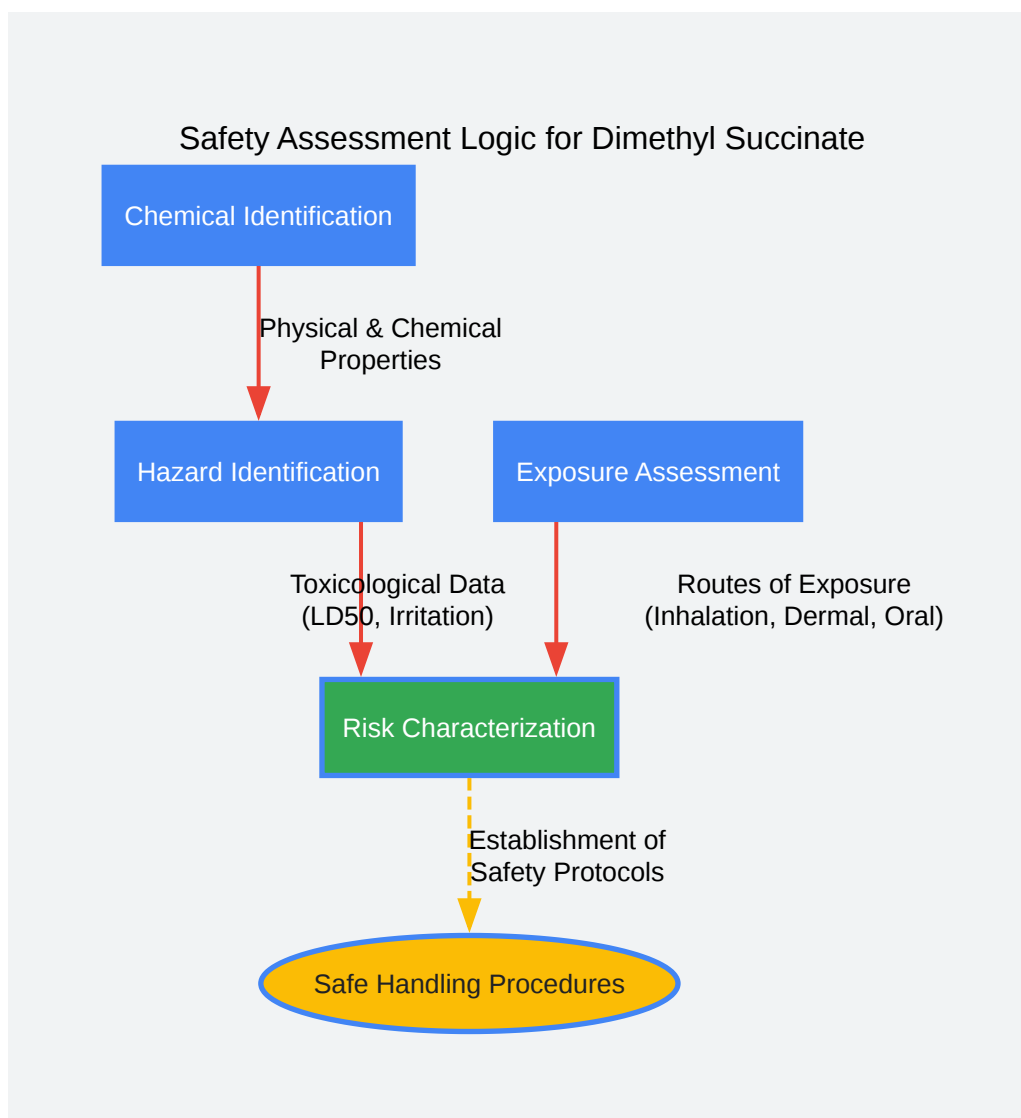 Safety Assessment Logic for Dimethyl Succinate
Chemical Identification
Physical & Chemical
Properties
Hazard Identification
Exposure Assessment
Toxicological Data
(LD50, Irritation)
Routes of Exposure
(Inhalation, Dermal, Oral)
Risk Characterization
Establishment of
Safety Protocols
Safe Handling Procedures